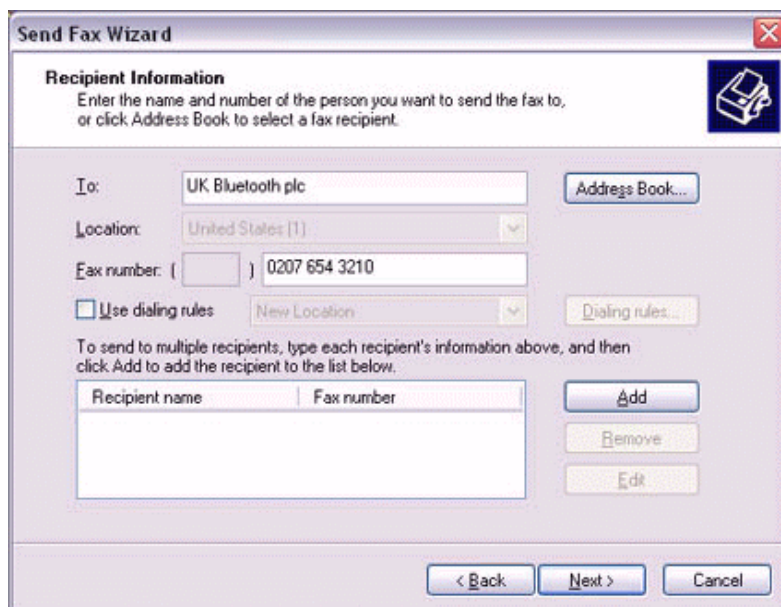 Send Fax Wizard
Recipient Information
Enter the name and number of the person you want to send the fax to,
or click Address Book to select a fax recipient.
To: UK Bluetooth plc Address Book...
Location: United States (1)
Fax number: ( ) 0207 654 3210
Use dialing rules New Location Dialing rules...
To send to multiple recipients, type each recipient's information above, and then
click Add to add the recipient to the list below.
Recipient name Fax number Add
Remove
Edit
< Back Next > Cancel